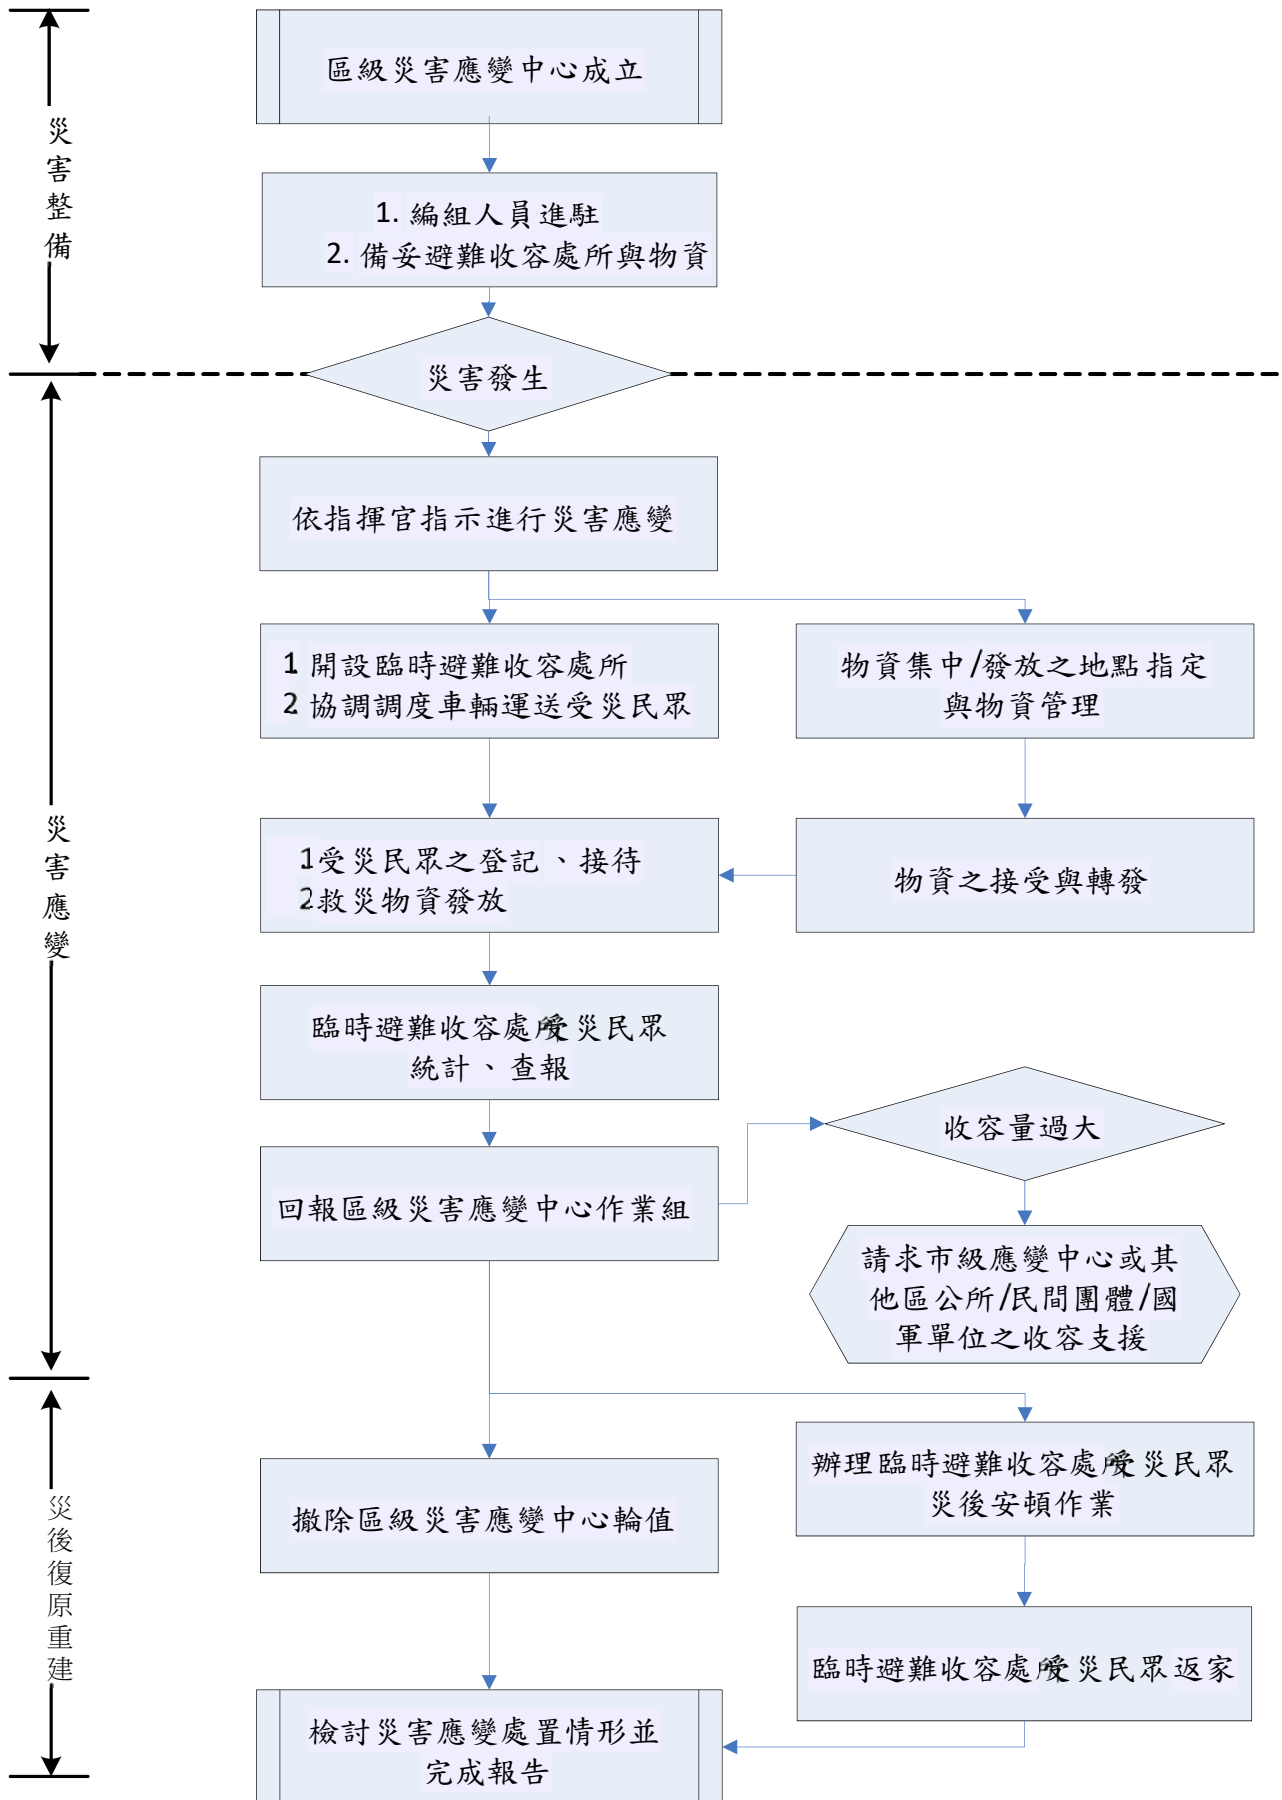 區級災害應變中心成立
災害整備
1. 編組人員進駐
2. 備妥避難收容處所與物資
災害發生
依指揮官指示進行災害應變
1. 開設臨時避難收容處所
2. 協調調度車輛運送受災民眾
物資集中/發放之地點指定
與物資管理
災害應變
1受災民眾之登記、接待
2救災物資發放
物資之接受與轉發
臨時避難收容處所受災民眾
統計、查報
收容量過大
回報區級災害應變中心作業組
請求市級應變中心或其
他區公所/民間團體/國
軍單位之收容支援
災後復原重建
撤除區級災害應變中心輪值
辦理臨時避難收容處所受災民眾
災後安頓作業
臨時避難收容處所受災民眾返家
檢討災害應變處置情形並
完成報告